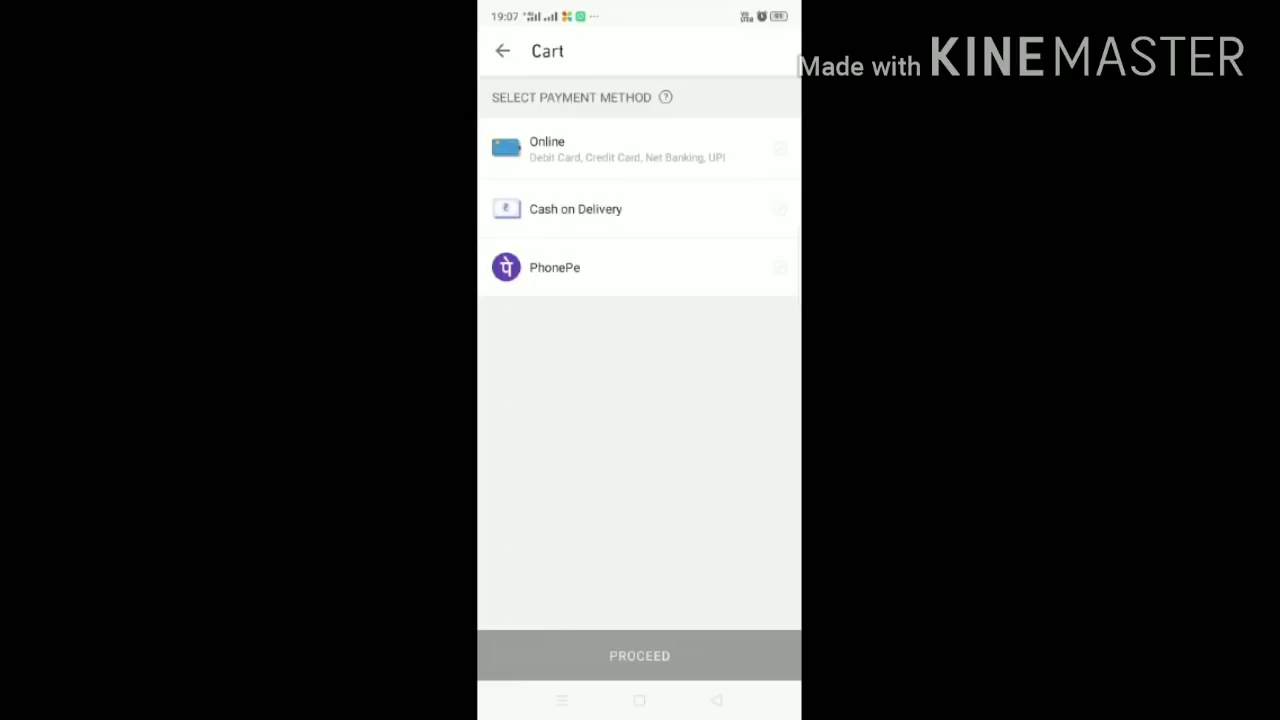 19:07
Cart
Made with KINEMASTER
SELECT PAYMENT METHOD
Online
Debit Card, Credit Card, Net Banking, UPI
₹
Cash on Delivery
पे
PhonePe
PROCEED